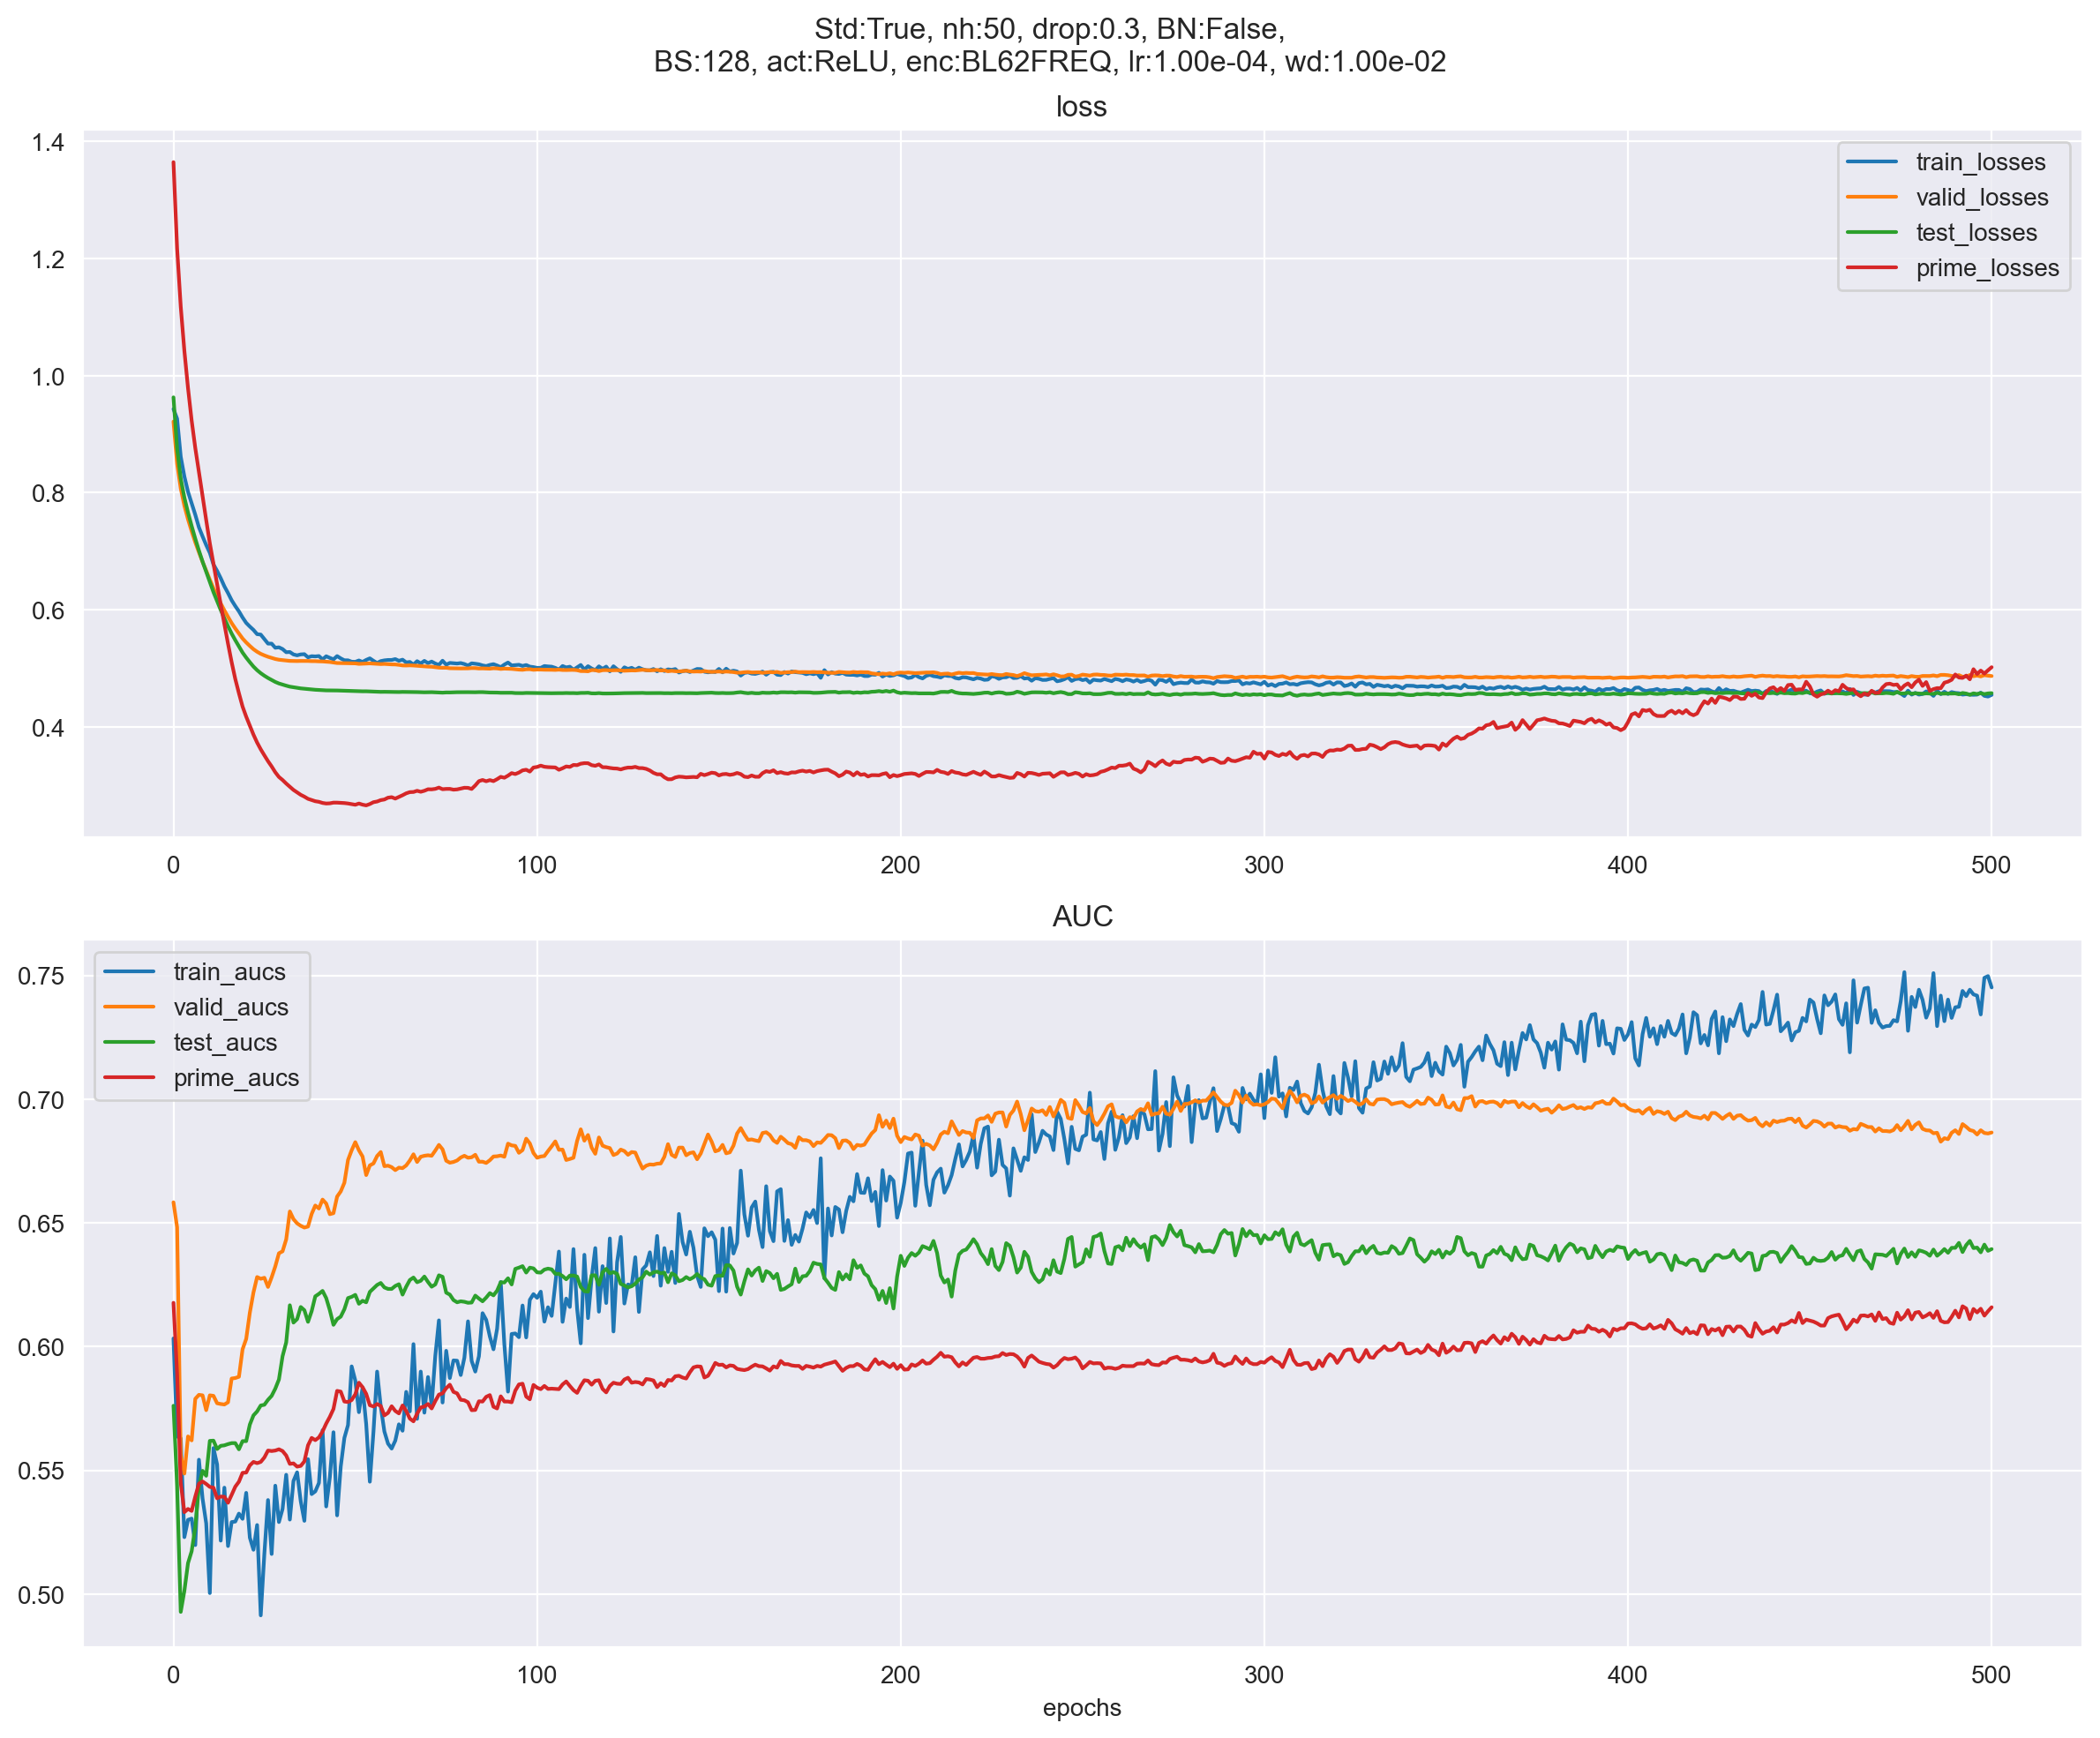 Std:True, nh:50, drop:0.3, BN:False,
BS:128, act:ReLU, enc:BL62FREQ, lr:1.00e-04, wd:1.00e-02
loss
1.4
1.2
1.0
0.8
0.6
0.4
train_losses
valid_losses
test_losses
prime_losses
0 100 200 300 400 500
AUC
0.75
0.70
0.65
0.60
0.55
0.50
train_aucs
valid_aucs
test_aucs
prime_aucs
0 100 200 300 400 500
epochs